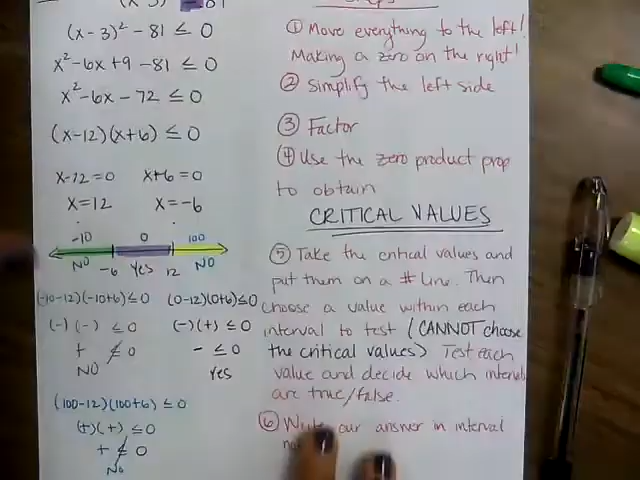 (x-3)² - 81 ≤ 0
x² - 6x + 9 - 81 ≤ 0
x² - 6x - 72 ≤ 0
(x-12)(x+6) ≤ 0
x-12=0 x+6=0
x=12 x=-6
-10 0 100
NO -6 Yes 12 NO
(-10-12)(-10+6) ≤ 0 (0-12)(0+6) ≤ 0
(-)(-) ≤ 0 (-)(+) ≤ 0
+ ≰ 0 - ≤ 0
NO Yes
(100-12)(100+6) ≤ 0
(+)(+) ≤ 0
+ ≰ 0
NO
① Move everything to the left!
Making a zero on the right!
② Simplify the left side
③ Factor
④ Use the zero product prop
to obtain
CRITICAL VALUES
⑤ Take the critical values and
put them on a # line. Then
choose a value within each
interval to test (CANNOT choose
the critical values) Test each
value and decide which
are true/false.
⑥ our answer in interval